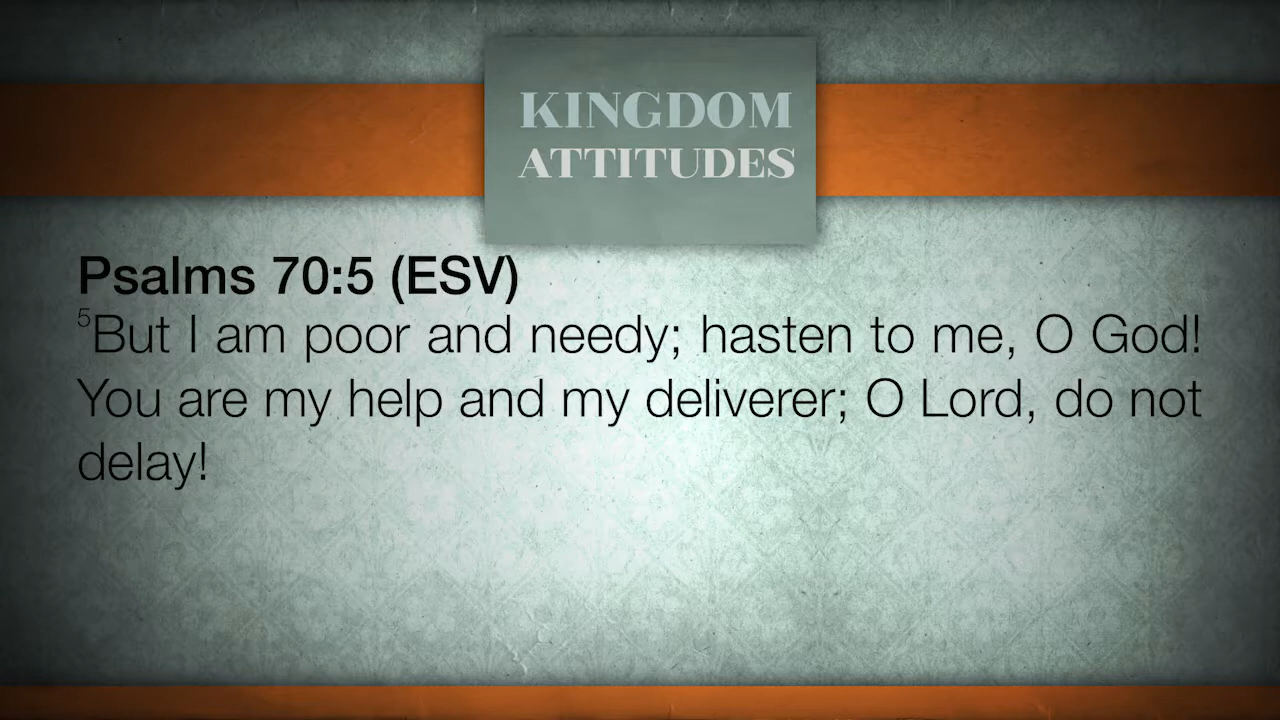 KINGDOM
ATTITUDES
Psalms 70:5 (ESV)
5But I am poor and needy; hasten to me, O God!
You are my help and my deliverer; O Lord, do not
delay!